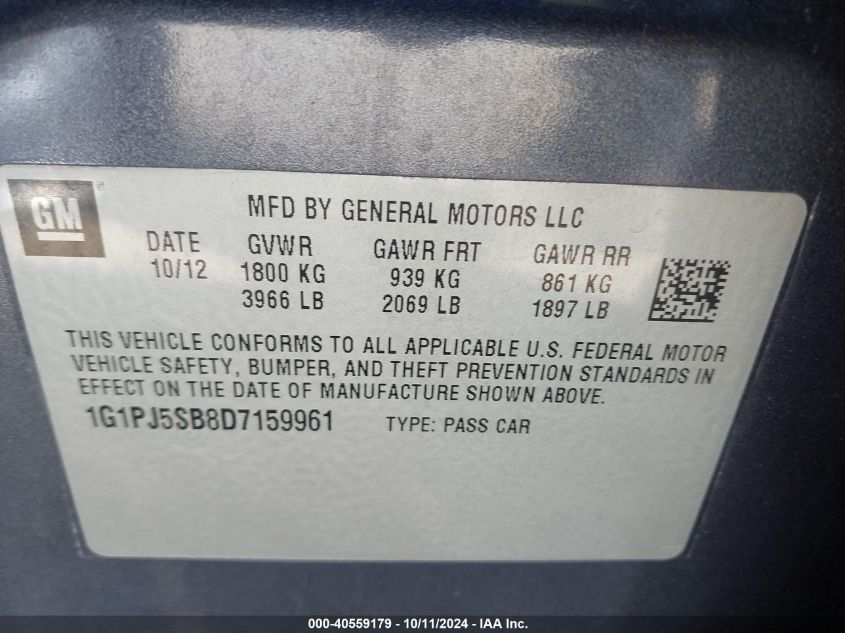 GM
®
MFD BY GENERAL MOTORS LLC
DATE GVWR GAWR FRT GAWR RR
10/12 1800 KG 939 KG 861 KG
3966 LB 2069 LB 1897 LB
THIS VEHICLE CONFORMS TO ALL APPLICABLE U.S. FEDERAL MOTOR
VEHICLE SAFETY, BUMPER, AND THEFT PREVENTION STANDARDS IN
EFFECT ON THE DATE OF MANUFACTURE SHOWN ABOVE.
1G1PJ5SB8D7159961 TYPE: PASS CAR
000-40559179 - 10/11/2024 - IAA Inc.